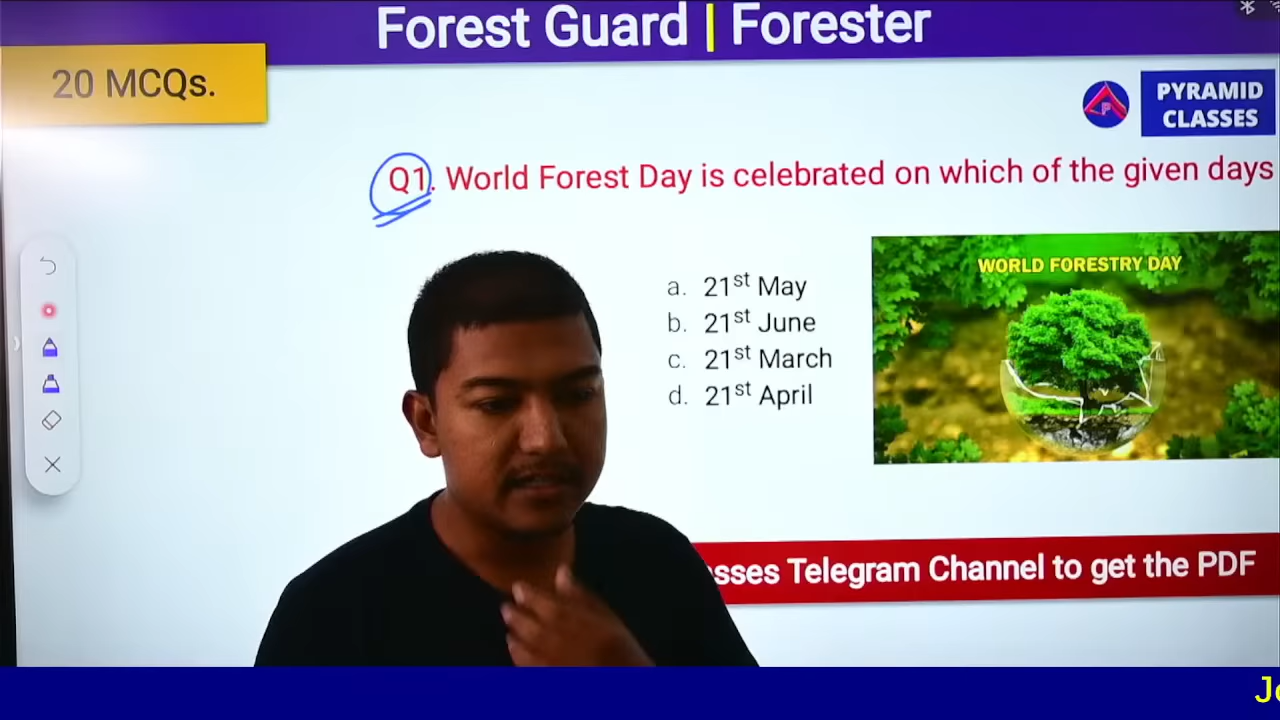 Forest Guard | Forester
20 MCQs.
P
PYRAMID
CLASSES
Q1. World Forest Day is celebrated on which of the given days
a. 21st May
b. 21st June
c. 21st March
d. 21st April
WORLD FORESTRY DAY
Telegram Channel to get the PDF